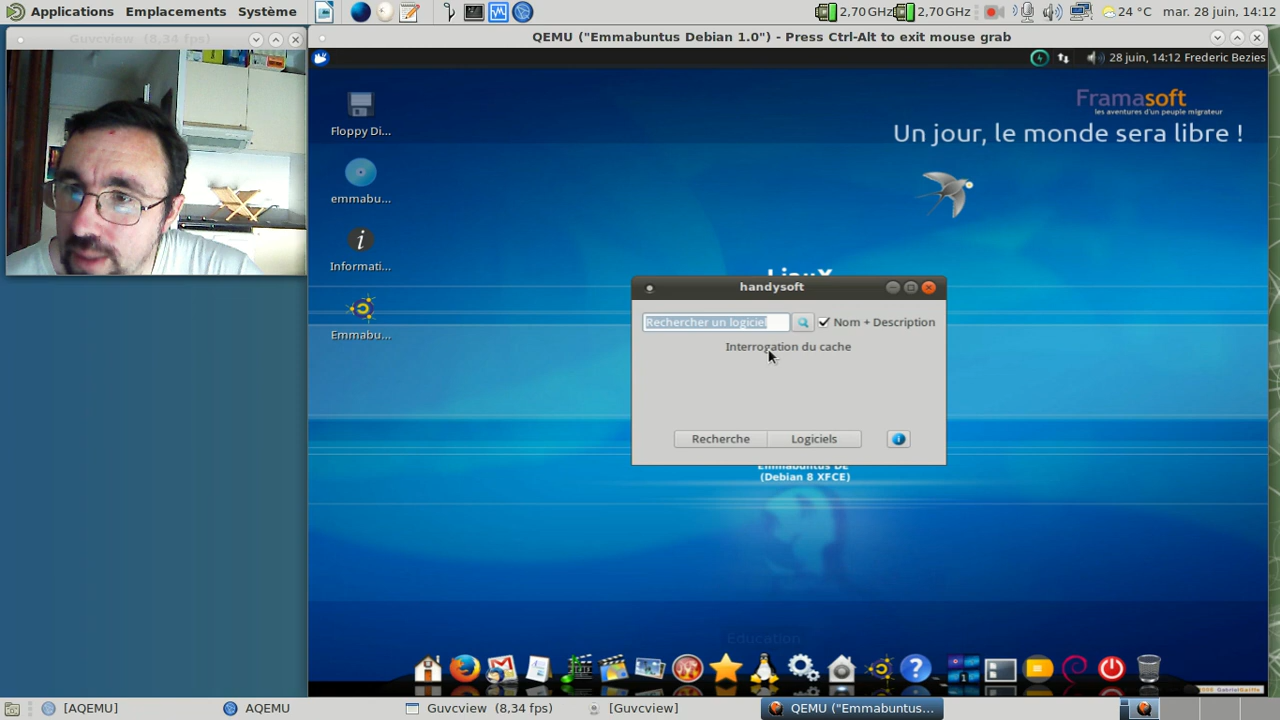 Applications Emplacements Système
2,70 GHz 2,70 GHz
24 °C mar. 28 juin, 14:12
Guvcview (8,34 fps)
QEMU ("Emmabuntus Debian 1.0") - Press Ctrl-Alt to exit mouse grab
28 juin, 14:12 Frederic Bezies
Framasoft
les aventures d'un peuple migrateur
Un jour, le monde sera libre !
Floppy Di...
emmabu...
Informati...
Emmabu...
LinuX
handysoft
Rechercher un logiciel
Nom + Description
Interrogation du cache
Recherche Logiciels
Emmabuntus DE
(Debian 8 XFCE)
Education
1
[AQEMU]
AQEMU
Guvcview (8,34 fps)
[Guvcview]
QEMU ("Emmabuntus...